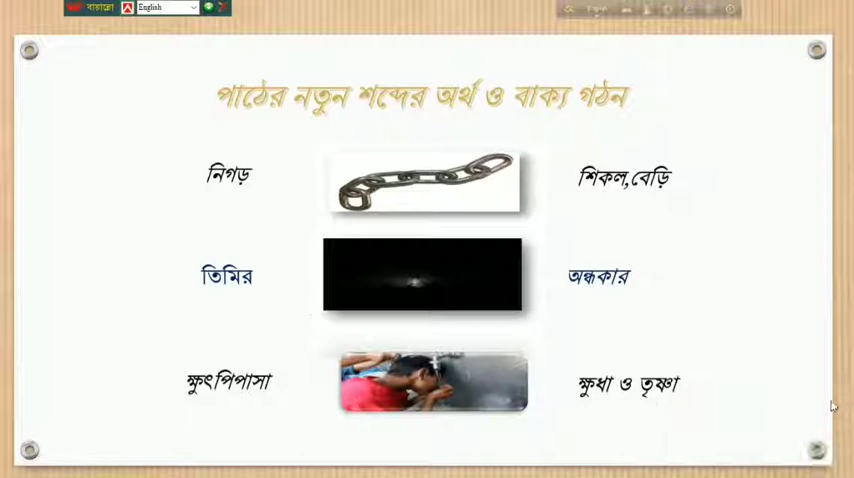 বায়ান্নো English
পাঠের নতুন শব্দের অর্থ ও বাক্য গঠন
নিগড় শিকল,বেড়ি
তিমির অন্ধকার
ক্ষুৎপিপাসা ক্ষুধা ও তৃষ্ণা